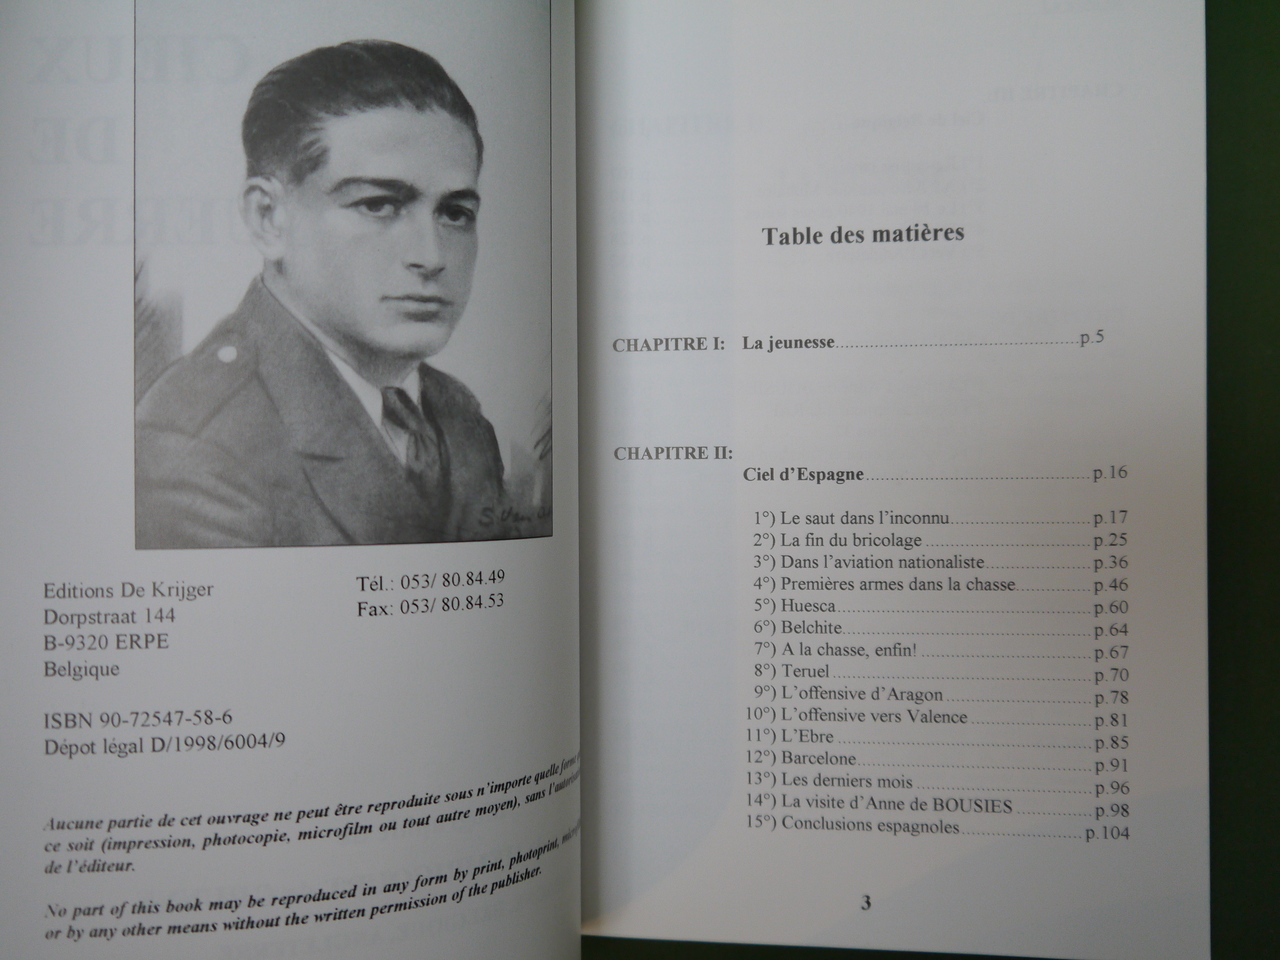 Editions De Krijger
Dorpstraat 144
B-9320 ERPE
Belgique
Tél.: 053/ 80.84.49
Fax: 053/ 80.84.53
ISBN 90-72547-58-6
Dépot légal D/1998/6004/9
Aucune partie de cet ouvrage ne peut être reproduite sous n'importe quelle forme
ce soit (impression, photocopie, microfilm ou tout autre moyen), sans
de l'éditeur.
No part of this book may be reproduced in any form by print, photoprint,
or by any other means without the written permission of the publisher.
Table des matières
CHAPITRE I: La jeunesse..........p.5
CHAPITRE II:
Ciel d'Espagne..........p.16
1°) Le saut dans l'inconnu..........p.17
2°) La fin du bricolage..........p.25
3°) Dans l'aviation nationaliste..........p.36
4°) Premières armes dans la chasse..........p.46
5°) Huesca..........p.60
6°) Belchite..........p.64
7°) A la chasse, enfin!..........p.67
8°) Teruel..........p.70
9°) L'offensive d'Aragon..........p.78
10°) L'offensive vers Valence..........p.81
11°) L'Ebre..........p.85
12°) Barcelone..........p.91
13°) Les derniers mois..........p.96
14°) La visite d'Anne de BOUSIES..........p.98
15°) Conclusions espagnoles..........p.104
3